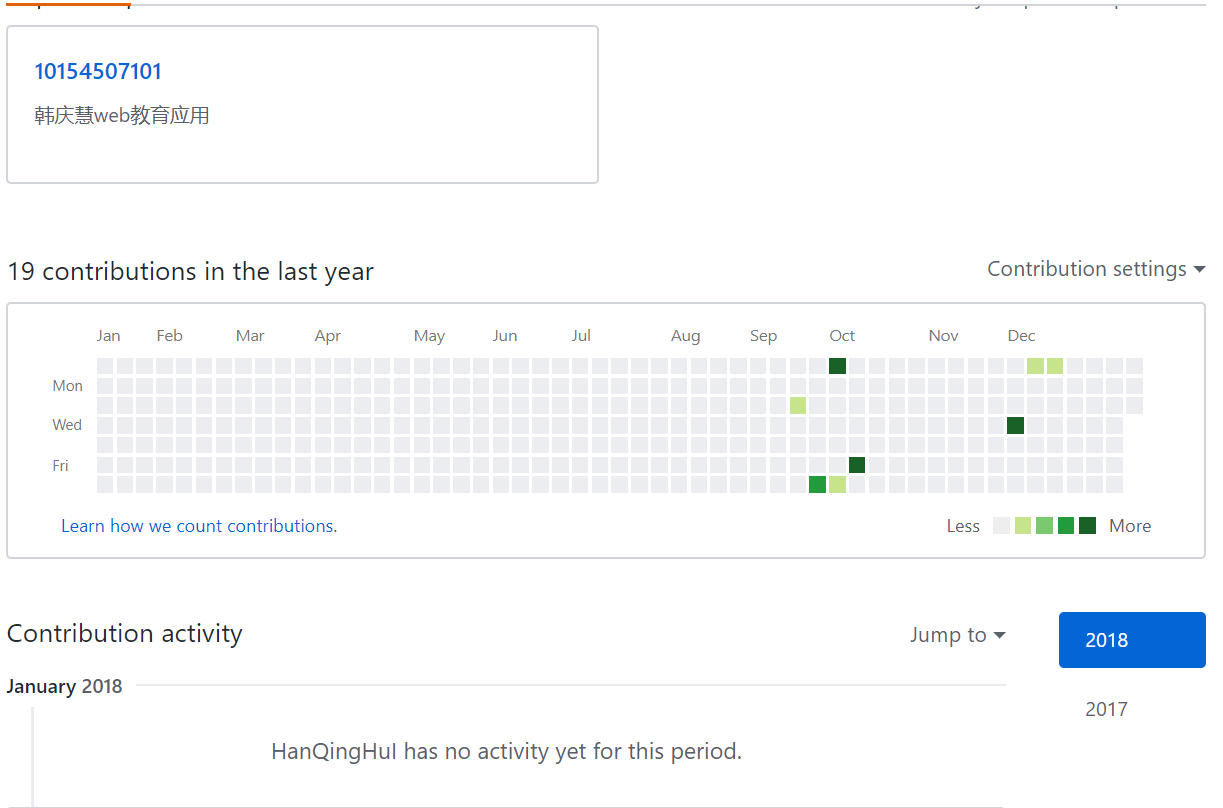 10154507101
韩庆慧web教育应用
19 contributions in the last year
Contribution settings
Jan Feb Mar Apr May Jun Jul Aug Sep Oct Nov Dec
Mon
Wed
Fri
Learn how we count contributions.
Less More
Contribution activity
Jump to
2018
January 2018
2017
HanQingHuI has no activity yet for this period.